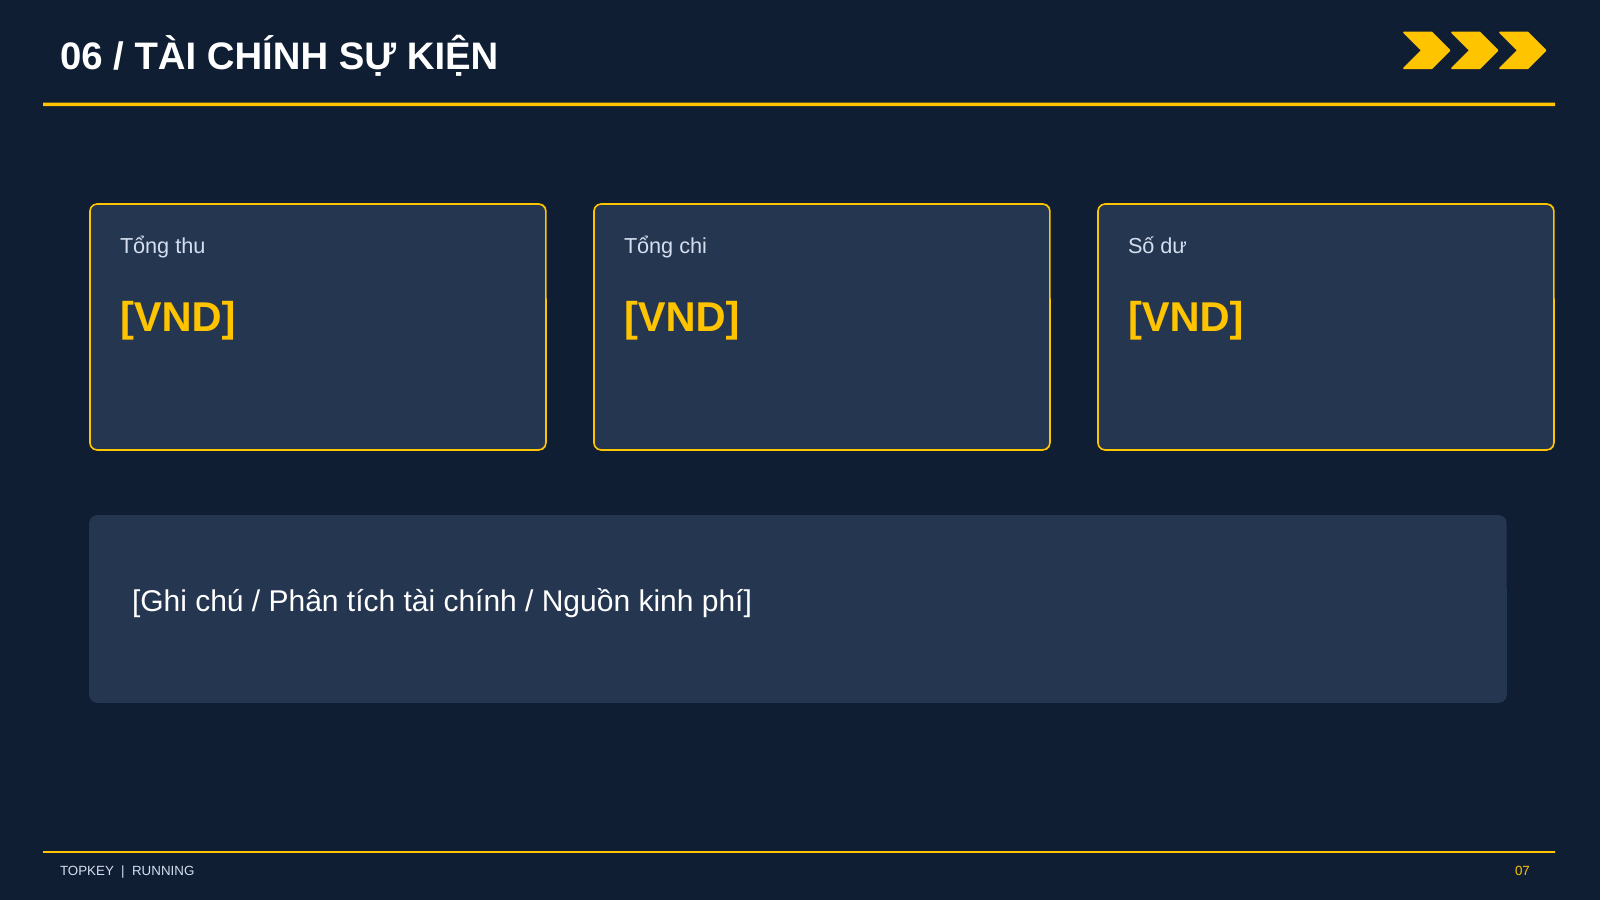 06 / TÀI CHÍNH SỰ KIỆN
Tổng thu
[VND]
Tổng chi
[VND]
Số dư
[VND]
[Ghi chú / Phân tích tài chính / Nguồn kinh phí]
TOPKEY | RUNNING
07